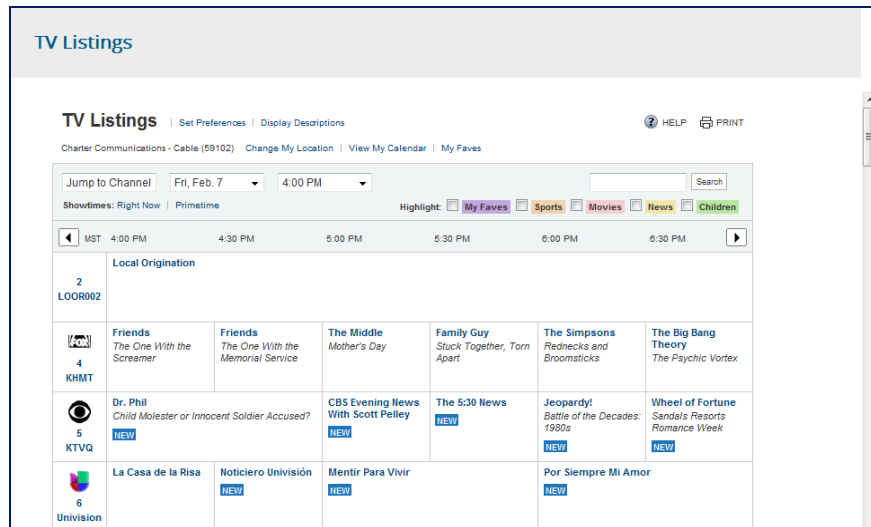 TV Listings
TV Listings | Set Preferences | Display Descriptions
HELP PRINT
Charter Communications - Cable (59102) Change My Location | View My Calendar | My Faves
Jump to Channel Fri, Feb. 7 4:00 PM Search
Showtimes: Right Now | Primetime Highlight: My Faves Sports Movies News Children
MST 4:00 PM 4:30 PM 5:00 PM 5:30 PM 6:00 PM 6:30 PM
2
LOOR002
Local Origination
FOX
4
KHMT
Friends
The One With the
Screamer
Friends
The One With the
Memorial Service
The Middle
Mother's Day
Family Guy
Stuck Together, Torn
Apart
The Simpsons
Rednecks and
Broomsticks
The Big Bang
Theory
The Psychic Vortex
5
KTVQ
Dr. Phil
Child Molester or Innocent Soldier Accused?
NEW
CBS Evening News
With Scott Pelley
NEW
The 5:30 News
NEW
Jeopardy!
Battle of the Decades:
1980s
NEW
Wheel of Fortune
Sandals Resorts
Romance Week
NEW
6
Univision
La Casa de la Risa
Noticiero Univisión
NEW
Mentir Para Vivir
NEW
Por Siempre Mi Amor
NEW